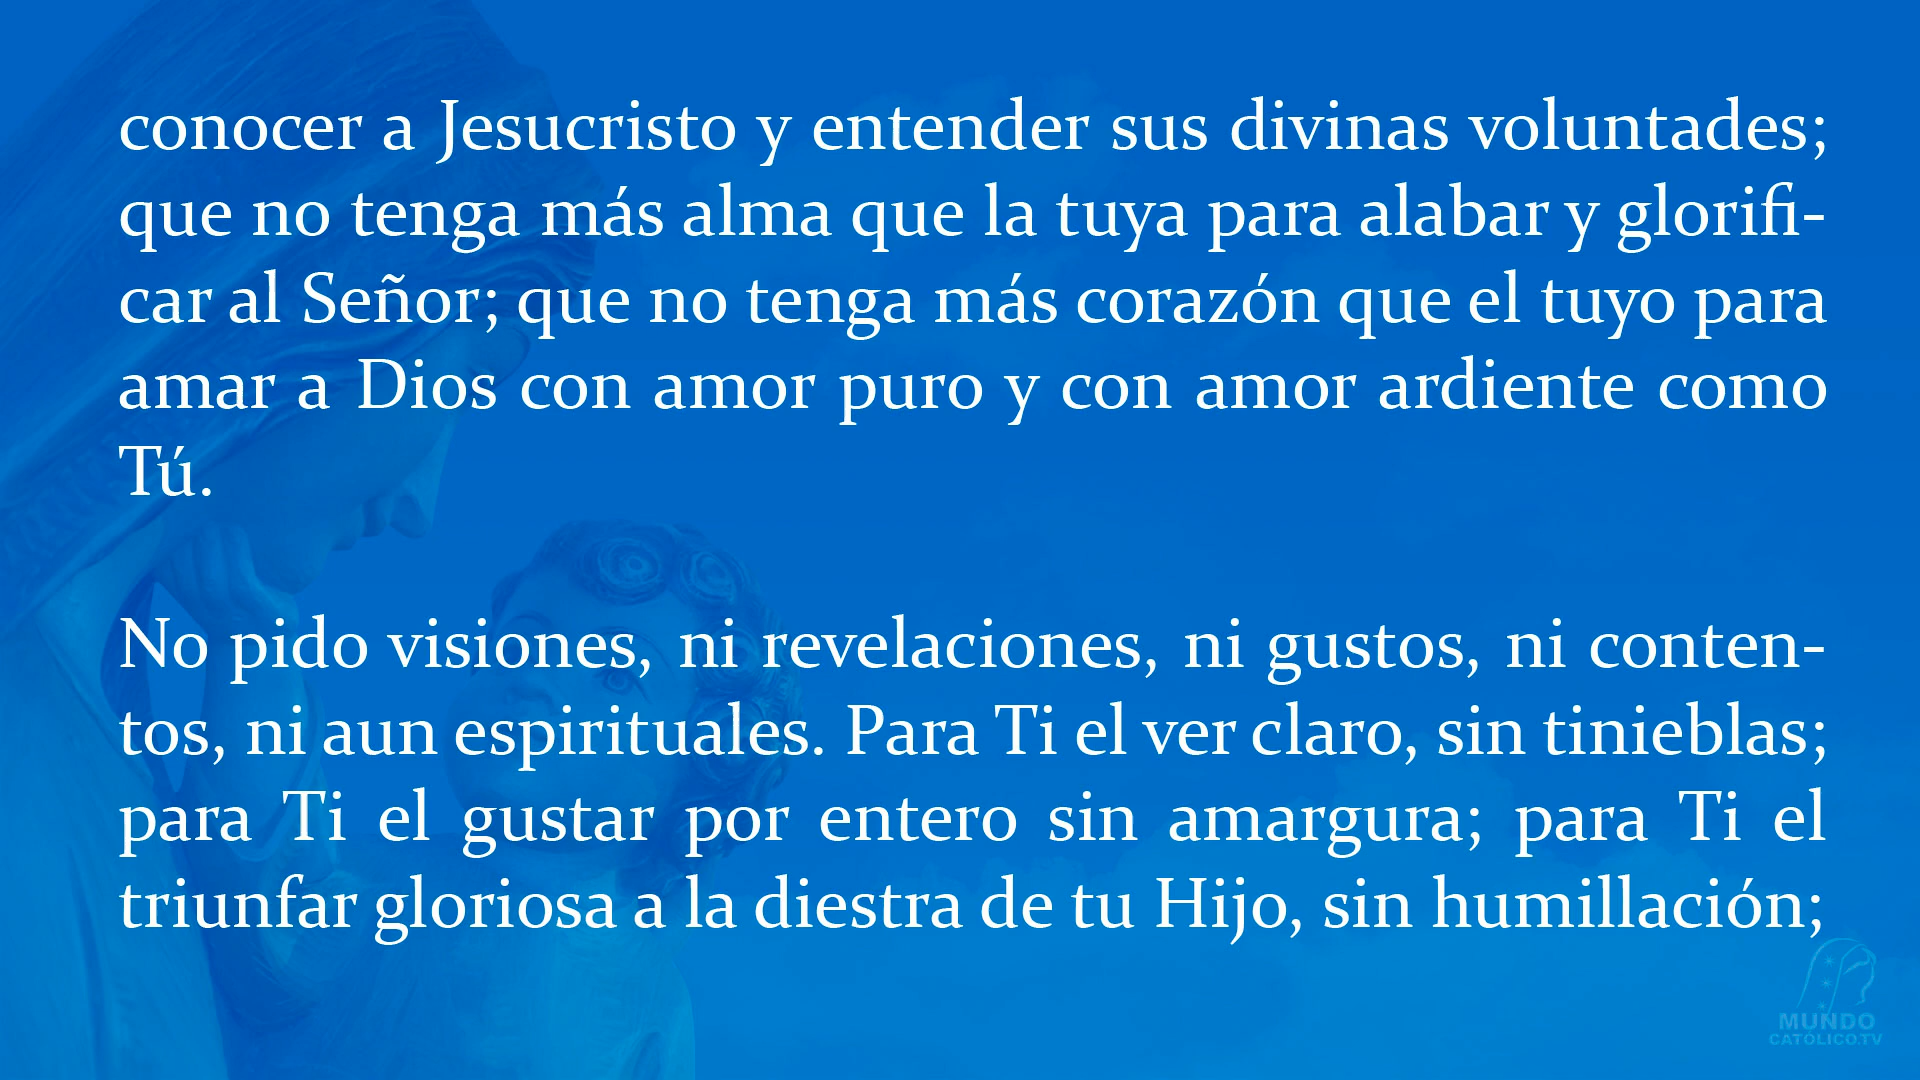 conocer a Jesucristo y entender sus divinas voluntades;
que no tenga más alma que la tuya para alabar y glorifi-
car al Señor; que no tenga más corazón que el tuyo para
amar a Dios con amor puro y con amor ardiente como
Tú.
No pido visiones, ni revelaciones, ni gustos, ni conten-
tos, ni aun espirituales. Para Ti el ver claro, sin tinieblas;
para Ti el gustar por entero sin amargura; para Ti el
triunfar gloriosa a la diestra de tu Hijo, sin humillación;
MUNDO
CATÓLICO.TV